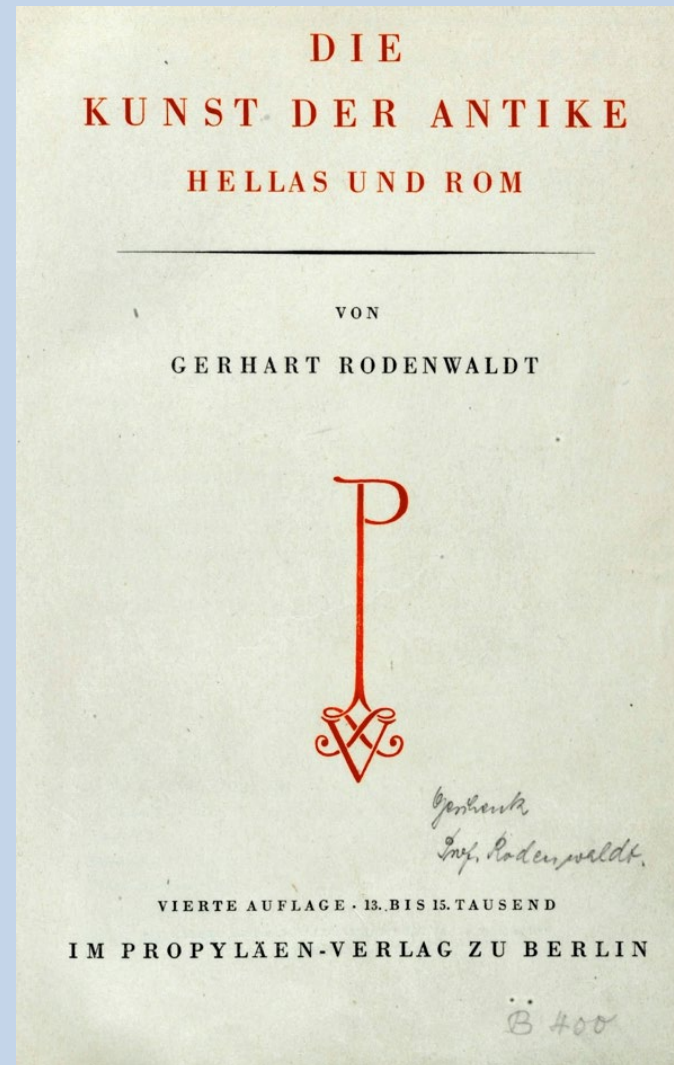 DIE
KUNST DER ANTIKE
HELLAS UND ROM
VON
GERHART RODENWALDT
P
V
Geschenk
Prof. Rodenwaldt.
VIERTE AUFLAGE · 13. BIS 15. TAUSEND
IM PROPYLÄEN-VERLAG ZU BERLIN
B 400